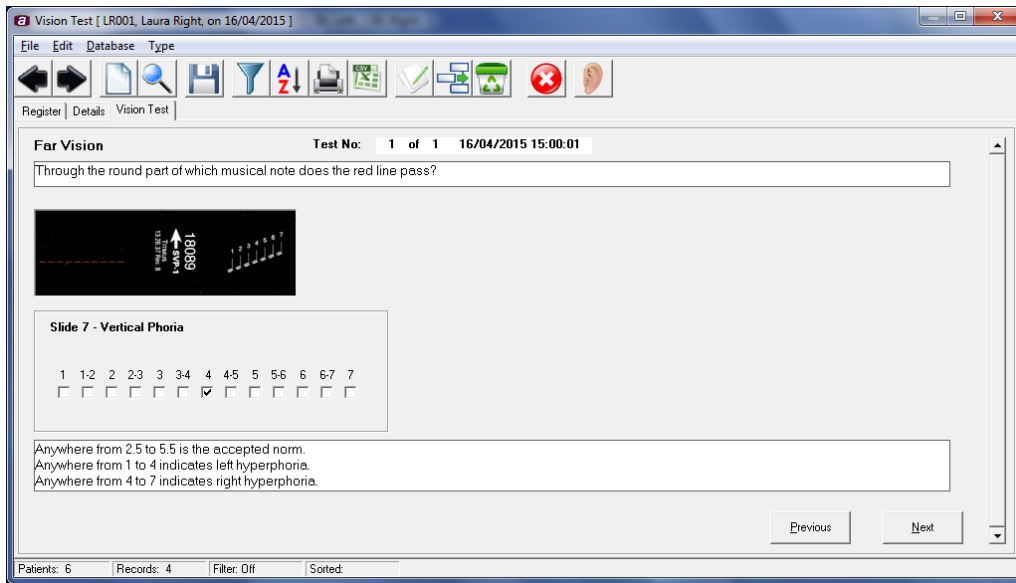 Vision Test [ LR001, Laura Right, on 16/04/2015 ]
File Edit Database Type
A Z
CSV
Register Details Vision Test
Far Vision Test No: 1 of 1 16/04/2015 15:00:01
Through the round part of which musical note does the red line pass?
18089
SVP-1
Titmus
1 2 3 4 5 6 7
Slide 7 - Vertical Phoria
1 1-2 2 2-3 3 3-4 4 4-5 5 5-6 6 6-7 7
Anywhere from 2.5 to 5.5 is the accepted norm.
Anywhere from 1 to 4 indicates left hyperphoria.
Anywhere from 4 to 7 indicates right hyperphoria.
Previous Next
Patients: 6 Records: 4 Filter: Off Sorted: